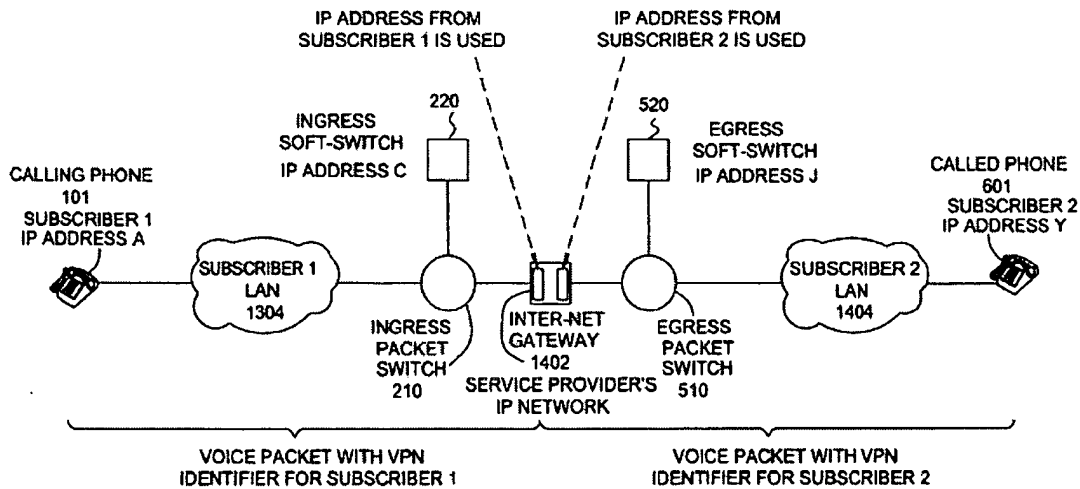 IP ADDRESS FROM
SUBSCRIBER 1 IS USED
IP ADDRESS FROM
SUBSCRIBER 2 IS USED
220
INGRESS
SOFT-SWITCH
IP ADDRESS C
520
EGRESS
SOFT-SWITCH
IP ADDRESS J
CALLING PHONE
101
SUBSCRIBER 1
IP ADDRESS A
CALLED PHONE
601
SUBSCRIBER 2
IP ADDRESS Y
SUBSCRIBER 1
LAN
1304
SUBSCRIBER 2
LAN
1404
INGRESS
PACKET
SWITCH
210
INTER-NET
GATEWAY
1402
SERVICE PROVIDER'S
IP NETWORK
EGRESS
PACKET
SWITCH
510
VOICE PACKET WITH VPN
IDENTIFIER FOR SUBSCRIBER 1
VOICE PACKET WITH VPN
IDENTIFIER FOR SUBSCRIBER 2